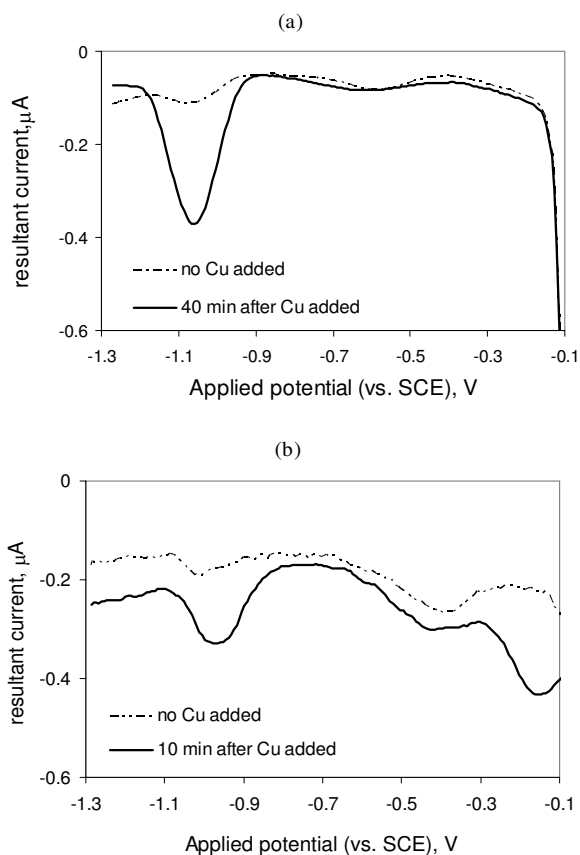 (a)
0
-0.2
-0.4
-0.6
resultant current,µA
no Cu added
40 min after Cu added
-1.3 -1.1 -0.9 -0.7 -0.5 -0.3 -0.1
Applied potential (vs. SCE), V
(b)
0
-0.2
-0.4
-0.6
resultant current, µA
no Cu added
10 min after Cu added
-1.3 -1.1 -0.9 -0.7 -0.5 -0.3 -0.1
Applied potential (vs. SCE), V